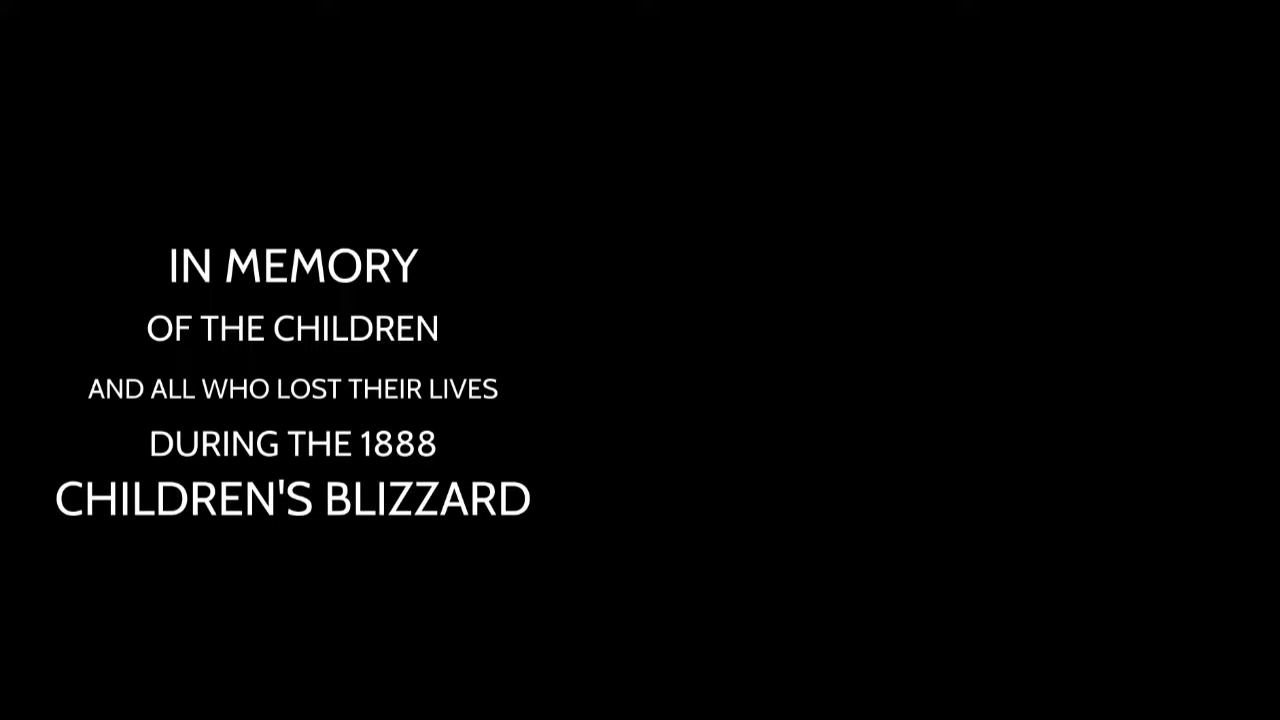 IN MEMORY
OF THE CHILDREN
AND ALL WHO LOST THEIR LIVES
DURING THE 1888
CHILDREN'S BLIZZARD